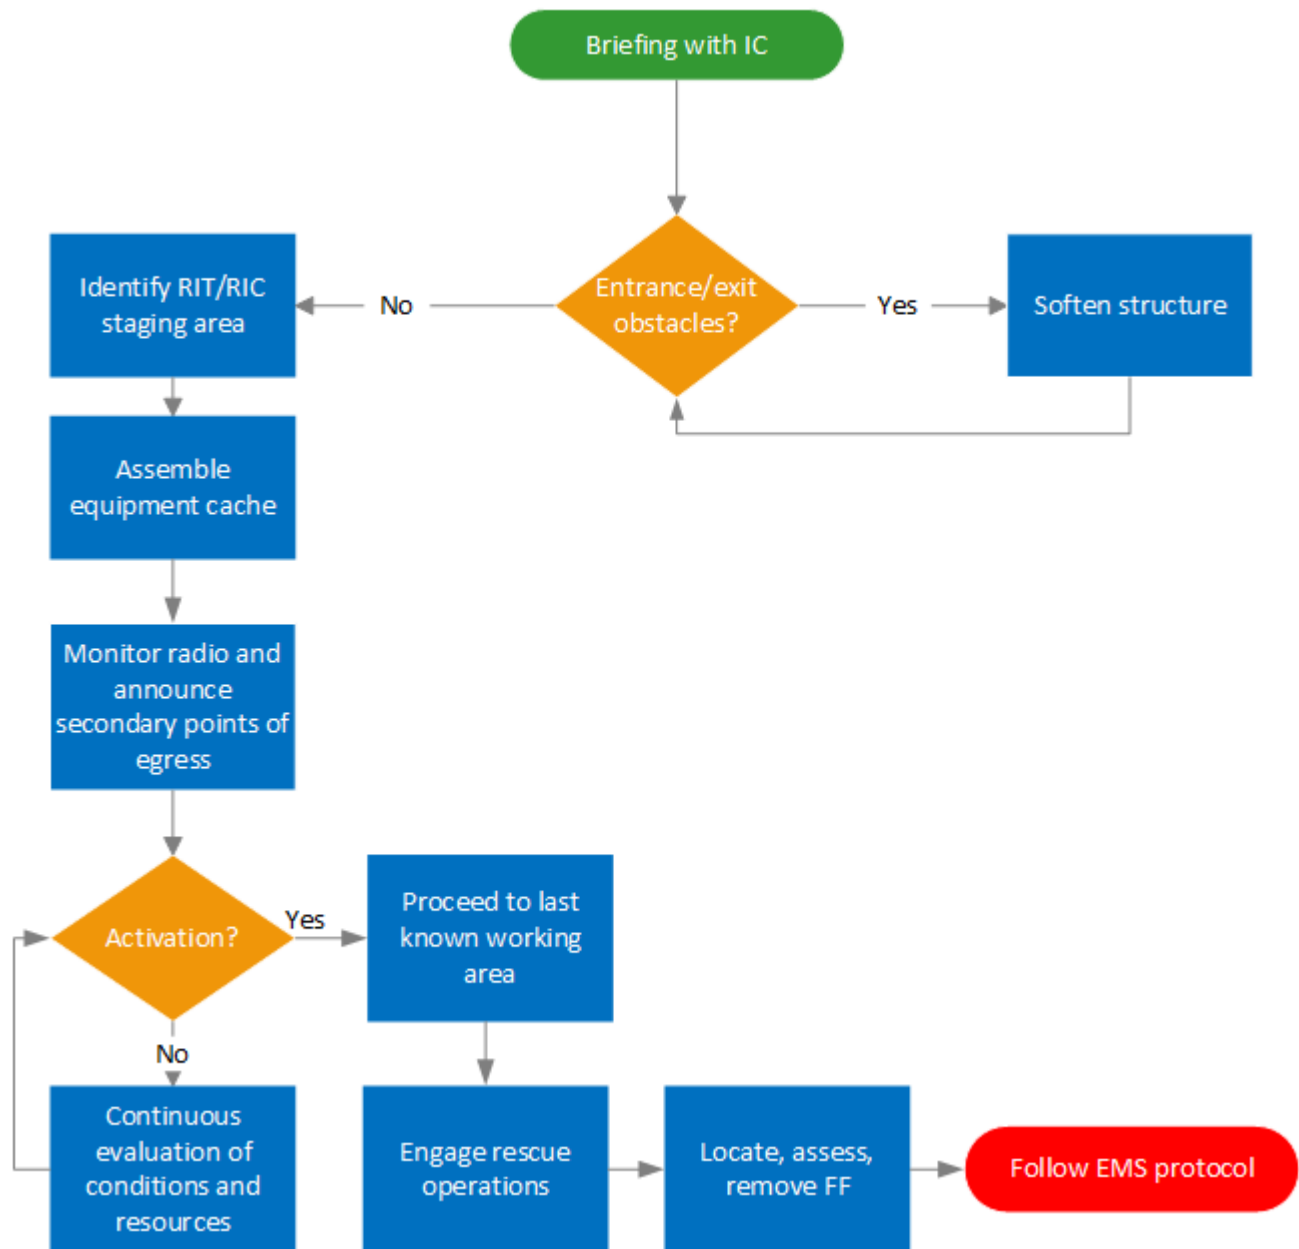 Briefing with IC
Entrance/exit
obstacles?
No
Yes
Identify RIT/RIC
staging area
Soften structure
Assemble
equipment cache
Monitor radio and
announce
secondary points of
egress
Activation?
Yes
No
Proceed to last
known working
area
Continuous
evaluation of
conditions and
resources
Engage rescue
operations
Locate, assess,
remove FF
Follow EMS protocol